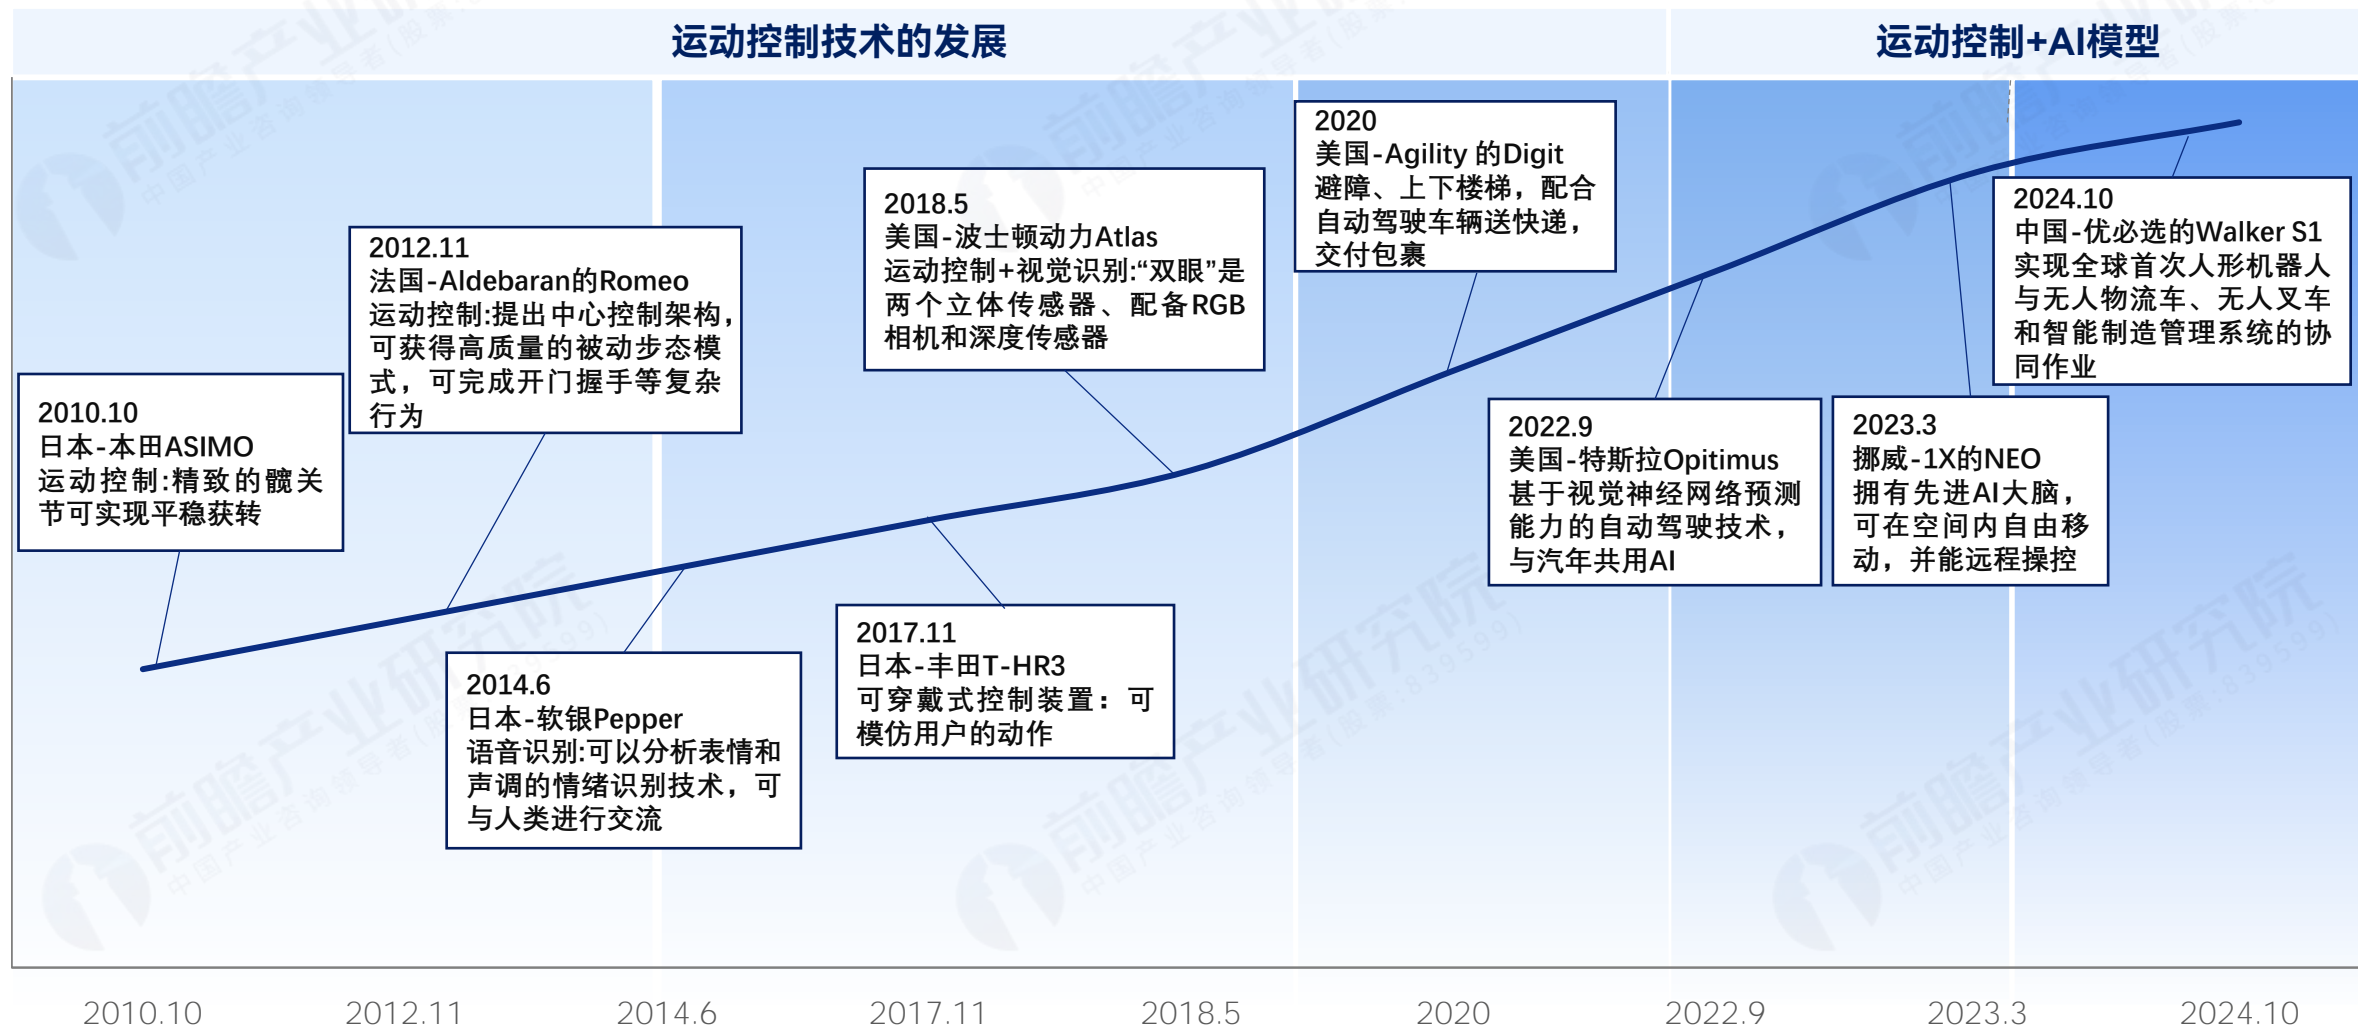 运动控制技术的发展
运动控制+AI模型
2010.10
日本-本田ASIMO
运动控制:精致的髋关
节可实现平稳获转
2012.11
法国-Aldebaran的Romeo
运动控制:提出中心控制架构,
可获得高质量的被动步态模
式，可完成开门握手等复杂
行为
2014.6
日本-软银Pepper
语音识别:可以分析表情和
声调的情绪识别技术，可
与人类进行交流
2017.11
日本-丰田T-HR3
可穿戴式控制装置：可
模仿用户的动作
2018.5
美国-波士顿动力Atlas
运动控制+视觉识别:“双眼”是
两个立体传感器、配备RGB
相机和深度传感器
2020
美国-Agility 的Digit
避障、上下楼梯，配合
自动驾驶车辆送快递，
交付包裹
2022.9
美国-特斯拉Opitimus
甚于视觉神经网络预测
能力的自动驾驶技术，
与汽年共用AI
2023.3
挪威-1X的NEO
拥有先进AI大脑，
可在空间内自由移
动，并能远程操控
2024.10
中国-优必选的Walker S1
实现全球首次人形机器人
与无人物流车、无人叉车
和智能制造管理系统的协
同作业
2010.10
2012.11
2014.6
2017.11
2018.5
2020
2022.9
2023.3
2024.10
前瞻产业研究院
中国产业咨询领导者(股票:839599)